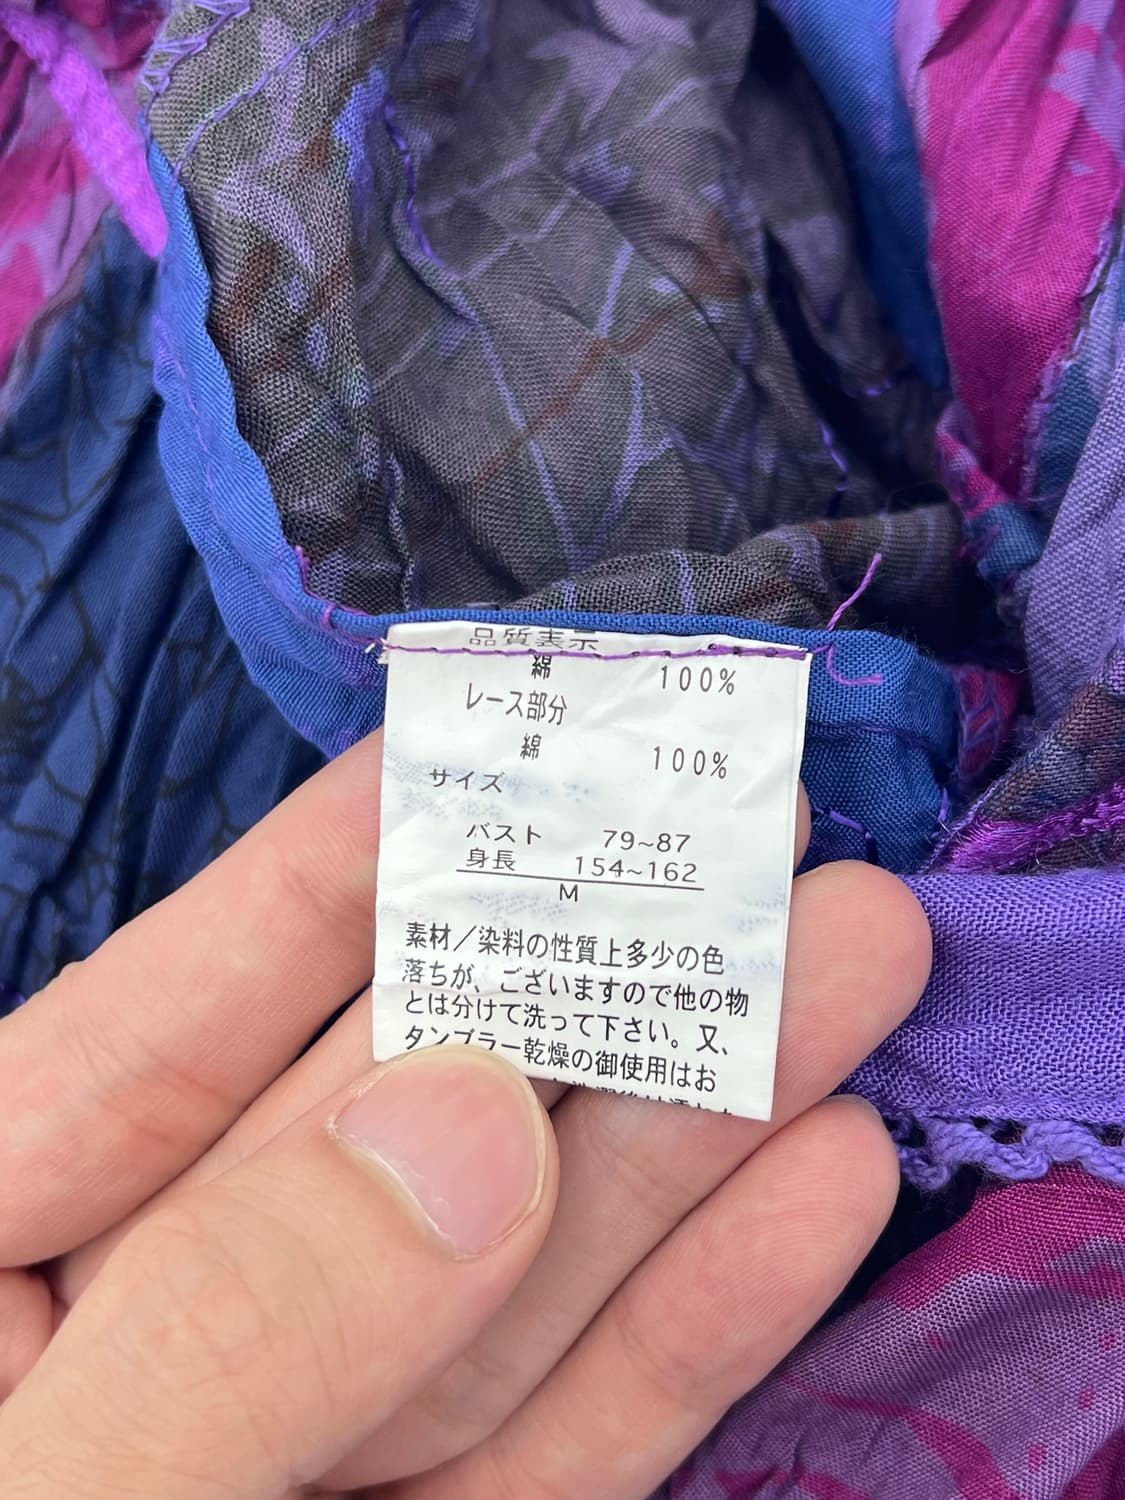 品質表示
綿 100%
レース部分
綿 100%
サイズ
バスト 79~87
身長 154~162
M
素材／染料の性質上多少の色
落ちが、ございますので他の物
とは分けて洗って下さい。又、
タンブラー乾燥の御使用はお